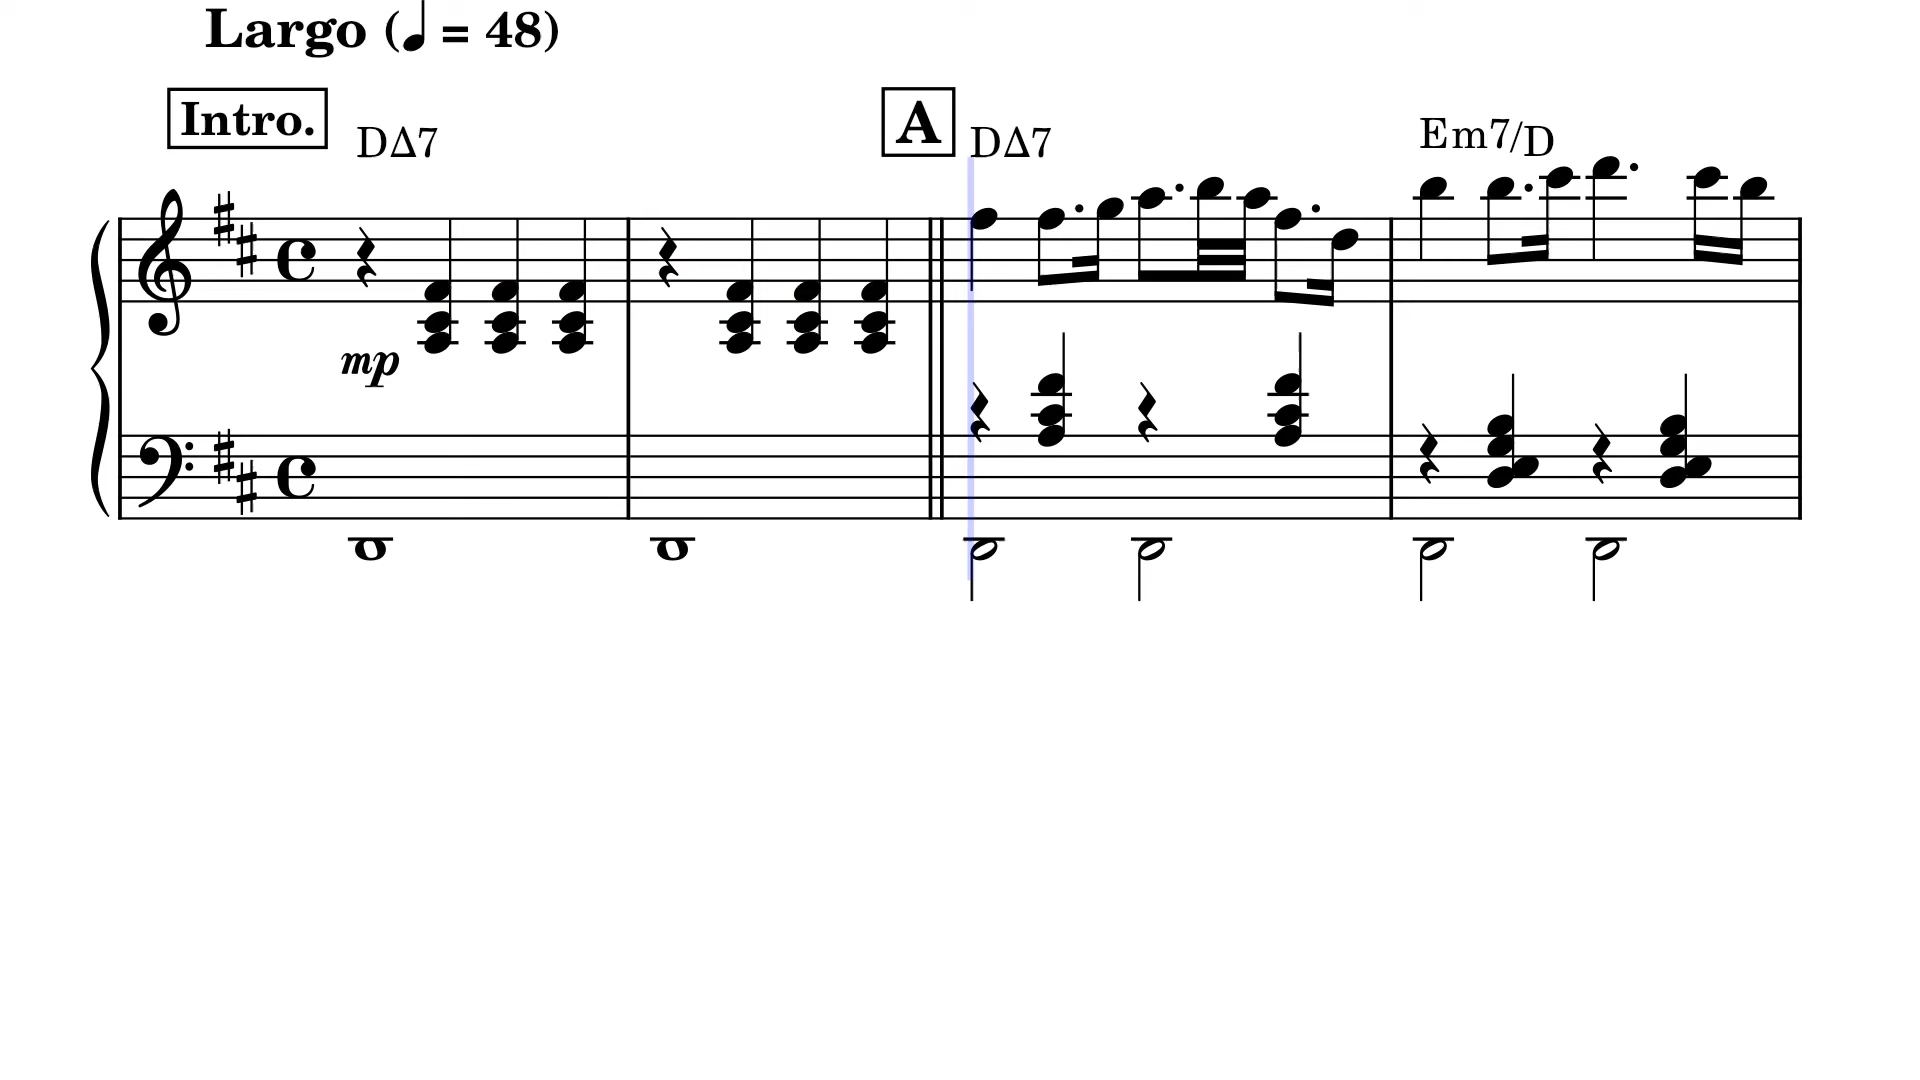 Largo (♩ = 48)
Intro. DΔ7 A DΔ7 Em7/D
mp